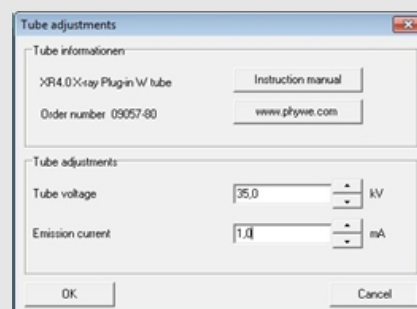 Tube adjustments
Tube informationen
XR4.0 X-ray Plug-in W tube
Instruction manual
Order number 09057-80
www.phywe.com
Tube adjustments
Tube voltage 35,0 kV
Emission current 1,0 mA
OK Cancel